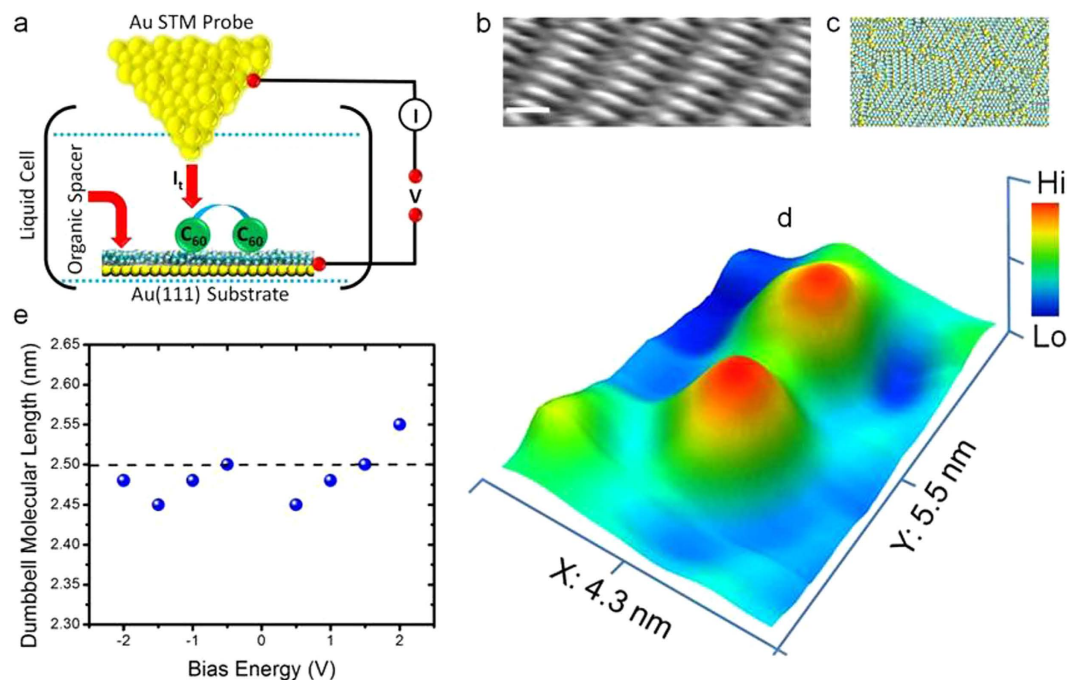 a
Au STM Probe
I
Liquid Cell
Organic Spacer
It
V
C60
C60
Au(111) Substrate
b
c
d
Hi
Lo
X: 4.3 nm
Y: 5.5 nm
e
Dumbbell Molecular Length (nm)
2.65
2.60
2.55
2.50
2.45
2.40
2.35
2.30
-2 -1 0 1 2
Bias Energy (V)